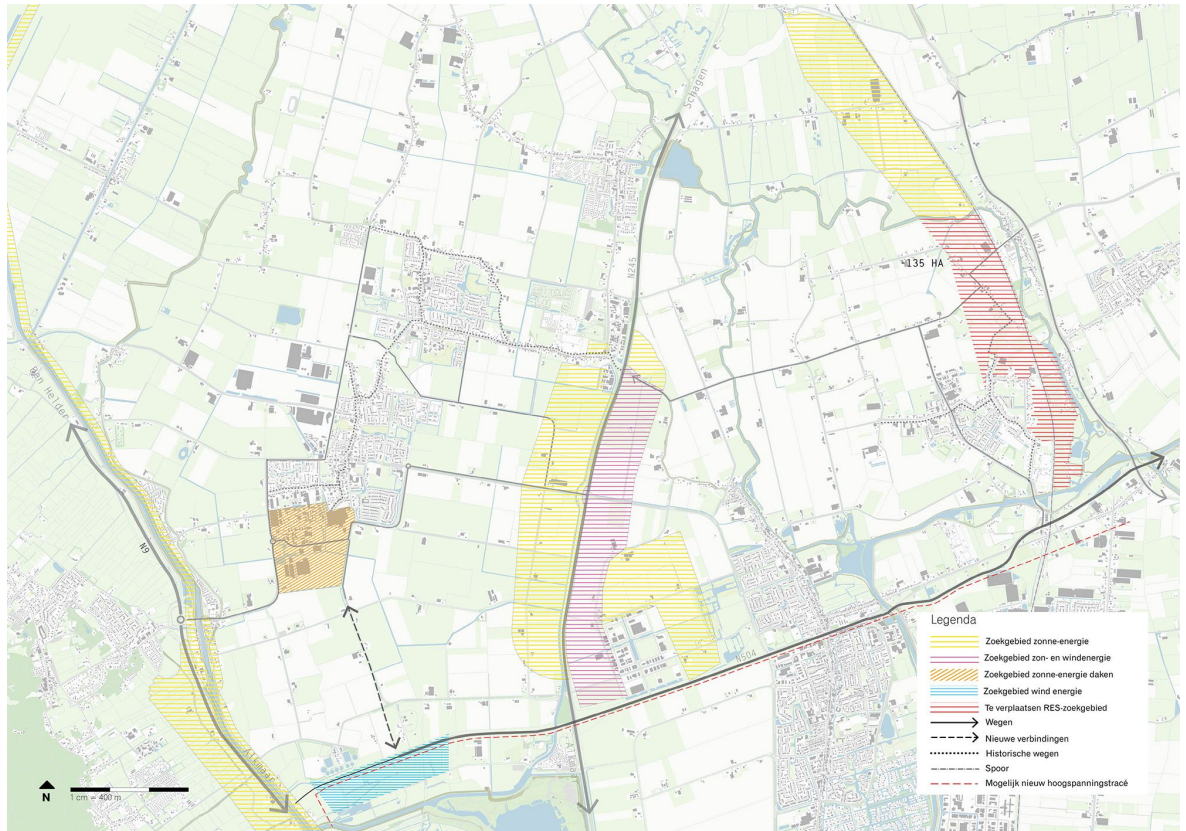 Schagen
N245
N241
-135 HA
Den Helder
N9
N504
Alkmaar
N
1 cm = 400 m
Legenda
Zoekgebied zonne-energie
Zoekgebied zon- en windenergie
Zoekgebied zonne-energie daken
Zoekgebied wind energie
Te verplaatsen RES-zoekgebied
Wegen
Nieuwe verbindingen
Historische wegen
Spoor
Mogelijk nieuw hoogspanningstracé